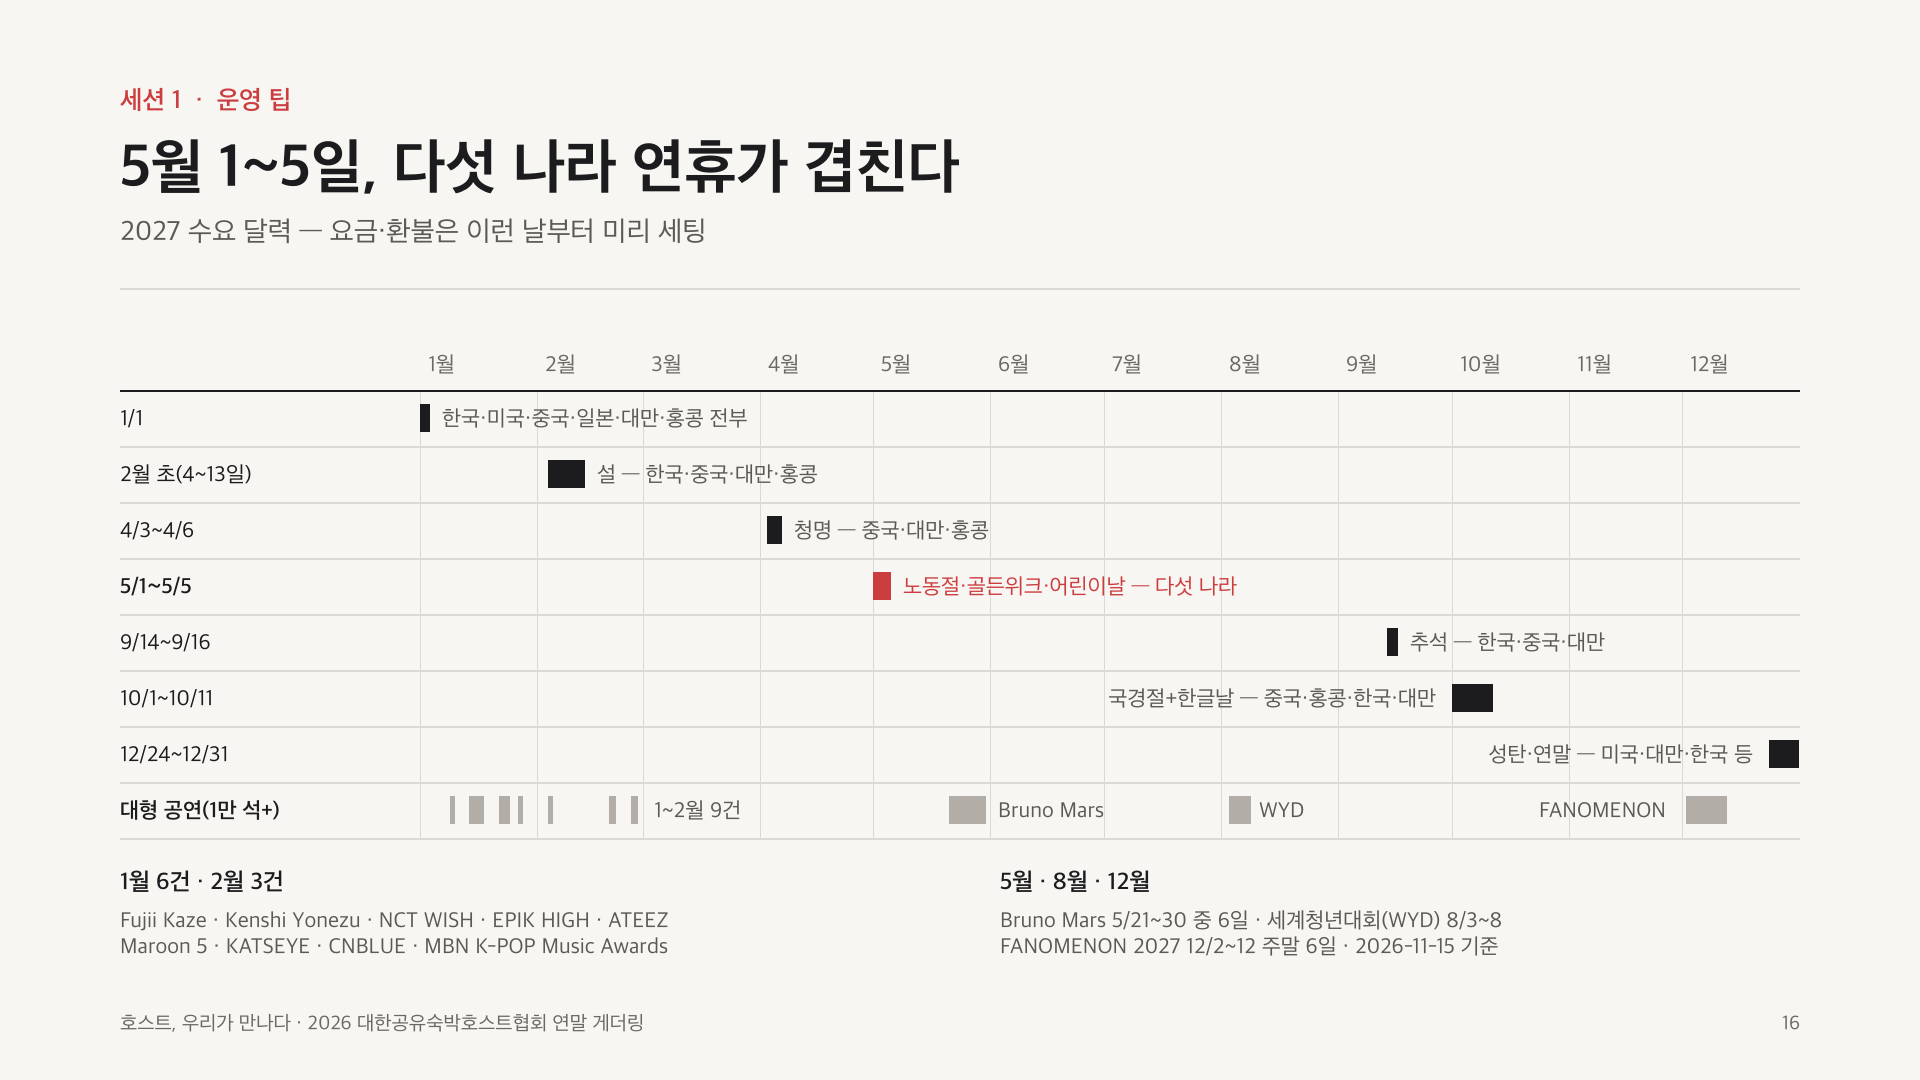 세션 1 · 운영 팁
5월 1~5일, 다섯 나라 연휴가 겹친다
2027 수요 달력 — 요금·환불은 이런 날부터 미리 세팅
1월 2월 3월 4월 5월 6월 7월 8월 9월 10월 11월 12월
1/1 한국·미국·중국·일본·대만·홍콩 전부
2월 초(4~13일) 설 — 한국·중국·대만·홍콩
4/3~4/6 청명 — 중국·대만·홍콩
5/1~5/5 노동절·골든위크·어린이날 — 다섯 나라
9/14~9/16 추석 — 한국·중국·대만
10/1~10/11 국경절+한글날 — 중국·홍콩·한국·대만
12/24~12/31 성탄·연말 — 미국·대만·한국 등
대형 공연(1만 석+) 1~2월 9건 Bruno Mars WYD FANOMENON
1월 6건 · 2월 3건
Fujii Kaze · Kenshi Yonezu · NCT WISH · EPIK HIGH · ATEEZ
Maroon 5 · KATSEYE · CNBLUE · MBN K-POP Music Awards
5월 · 8월 · 12월
Bruno Mars 5/21~30 중 6일 · 세계청년대회(WYD) 8/3~8
FANOMENON 2027 12/2~12 주말 6일 · 2026-11-15 기준
호스트, 우리가 만나다 · 2026 대한공유숙박호스트협회 연말 게더링
16